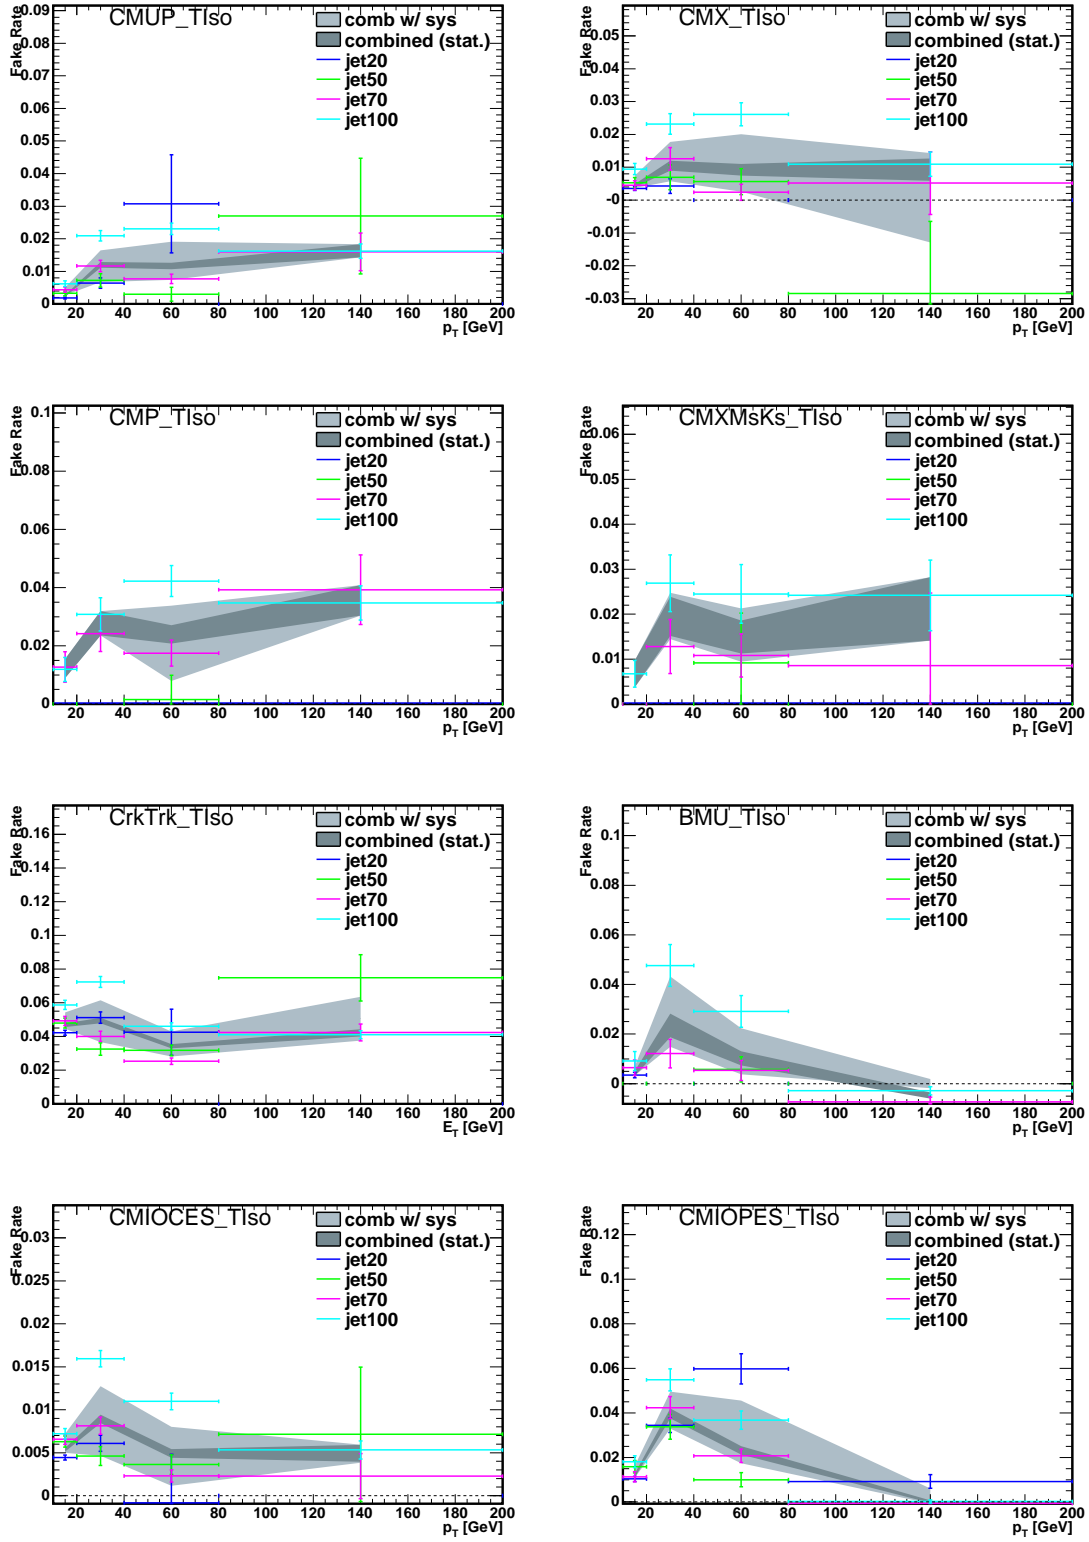 CMUP_TIso
comb w/ sys
combined (stat.)
jet20
jet50
jet70
jet100
Fake Rate
0.09
0.08
0.07
0.06
0.05
0.04
0.03
0.02
0.01
0
20 40 60 80 100 120 140 160 180 200
p_T [GeV]
CMX_TIso
comb w/ sys
combined (stat.)
jet20
jet50
jet70
jet100
Fake Rate
0.05
0.04
0.03
0.02
0.01
-0
-0.01
-0.02
-0.03
20 40 60 80 100 120 140 160 180 200
p_T [GeV]
CMP_TIso
comb w/ sys
combined (stat.)
jet20
jet50
jet70
jet100
Fake Rate
0.1
0.08
0.06
0.04
0.02
0
20 40 60 80 100 120 140 160 180 200
p_T [GeV]
CMXMsKs_TIso
comb w/ sys
combined (stat.)
jet20
jet50
jet70
jet100
Fake Rate
0.06
0.05
0.04
0.03
0.02
0.01
0
20 40 60 80 100 120 140 160 180 200
p_T [GeV]
CrkTrk_TIso
comb w/ sys
combined (stat.)
jet20
jet50
jet70
jet100
Fake Rate
0.16
0.14
0.12
0.1
0.08
0.06
0.04
0.02
0
20 40 60 80 100 120 140 160 180 200
E_T [GeV]
BMU_TIso
comb w/ sys
combined (stat.)
jet20
jet50
jet70
jet100
Fake Rate
0.1
0.08
0.06
0.04
0.02
0
20 40 60 80 100 120 140 160 180 200
p_T [GeV]
CMIOCES_TIso
comb w/ sys
combined (stat.)
jet20
jet50
jet70
jet100
Fake Rate
0.03
0.025
0.02
0.015
0.01
0.005
0
20 40 60 80 100 120 140 160 180 200
p_T [GeV]
CMIOPES_TIso
comb w/ sys
combined (stat.)
jet20
jet50
jet70
jet100
Fake Rate
0.12
0.1
0.08
0.06
0.04
0.02
0
20 40 60 80 100 120 140 160 180 200
p_T [GeV]